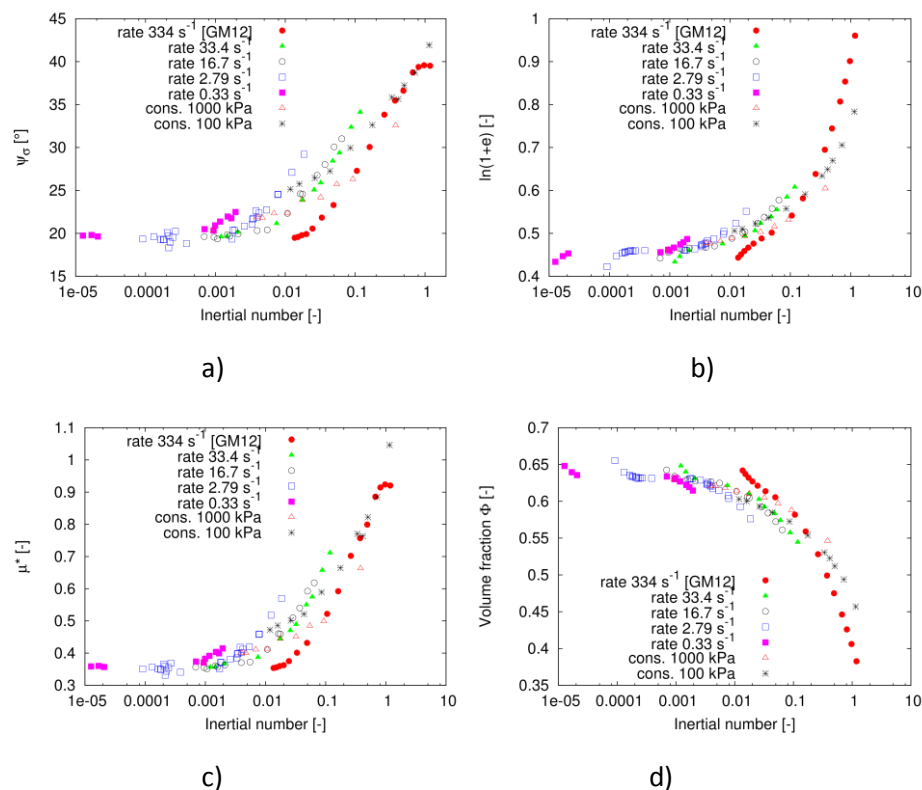 45
40
35
30
25
20
15
ψσ [°]
rate 334 s⁻¹ [GM12]
rate 33.4 s⁻¹
rate 16.7 s⁻¹
rate 2.79 s⁻¹
rate 0.33 s⁻¹
cons. 1000 kPa
cons. 100 kPa
1e-05 0.0001 0.001 0.01 0.1 1 10
Inertial number [-]
a)
1
0.9
0.8
0.7
0.6
0.5
0.4
ln(1+e) [-]
rate 334 s⁻¹ [GM12]
rate 33.4 s⁻¹
rate 16.7 s⁻¹
rate 2.79 s⁻¹
rate 0.33 s⁻¹
cons. 1000 kPa
cons. 100 kPa
1e-05 0.0001 0.001 0.01 0.1 1 10
Inertial number [-]
b)
1.1
1
0.9
0.8
0.7
0.6
0.5
0.4
0.3
μ* [-]
rate 334 s⁻¹ [GM12]
rate 33.4 s⁻¹
rate 16.7 s⁻¹
rate 2.79 s⁻¹
rate 0.33 s⁻¹
cons. 1000 kPa
cons. 100 kPa
1e-05 0.0001 0.001 0.01 0.1 1 10
Inertial number [-]
c)
0.7
0.65
0.6
0.55
0.5
0.45
0.4
0.35
Volume fraction Φ [-]
rate 334 s⁻¹ [GM12]
rate 33.4 s⁻¹
rate 16.7 s⁻¹
rate 2.79 s⁻¹
rate 0.33 s⁻¹
cons. 1000 kPa
cons. 100 kPa
1e-05 0.0001 0.001 0.01 0.1 1 10
Inertial number [-]
d)